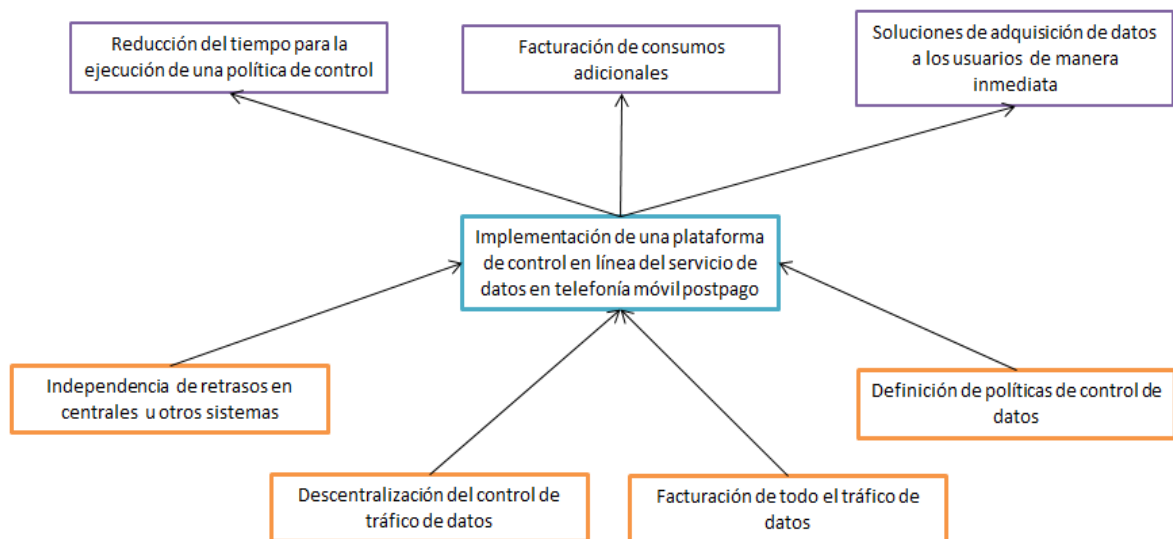 Reducción del tiempo para la
ejecución de una política de control
Facturación de consumos
adicionales
Soluciones de adquisición de datos
a los usuarios de manera
inmediata
Implementación de una plataforma
de control en línea del servicio de
datos en telefonía móvil postpago
Independencia de retrasos en
centrales u otros sistemas
Definición de políticas de control de
datos
Descentralización del control de
tráfico de datos
Facturación de todo el tráfico de
datos